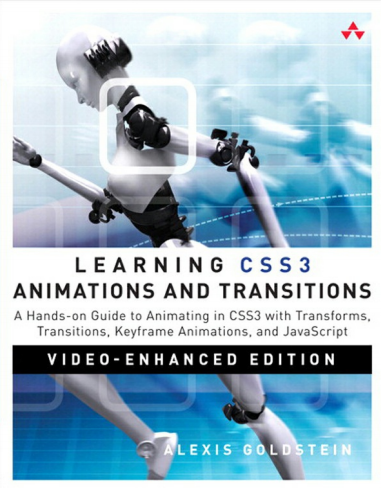 LEARNING CSS3
ANIMATIONS AND TRANSITIONS
A Hands-on Guide to Animating in CSS3 with Transforms,
Transitions, Keyframe Animations, and JavaScript
VIDEO-ENHANCED EDITION
ALEXIS GOLDSTEIN